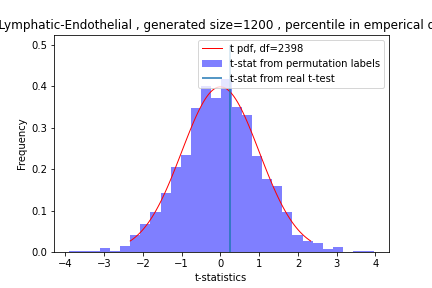 Lymphatic-Endothelial , generated size=1200 , percentile in emperical
t pdf, df=2398
t-stat from permutation labels
t-stat from real t-test
Frequency
0.5
0.4
0.3
0.2
0.1
0.0
−4 −3 −2 −1 0 1 2 3 4
t-statistics